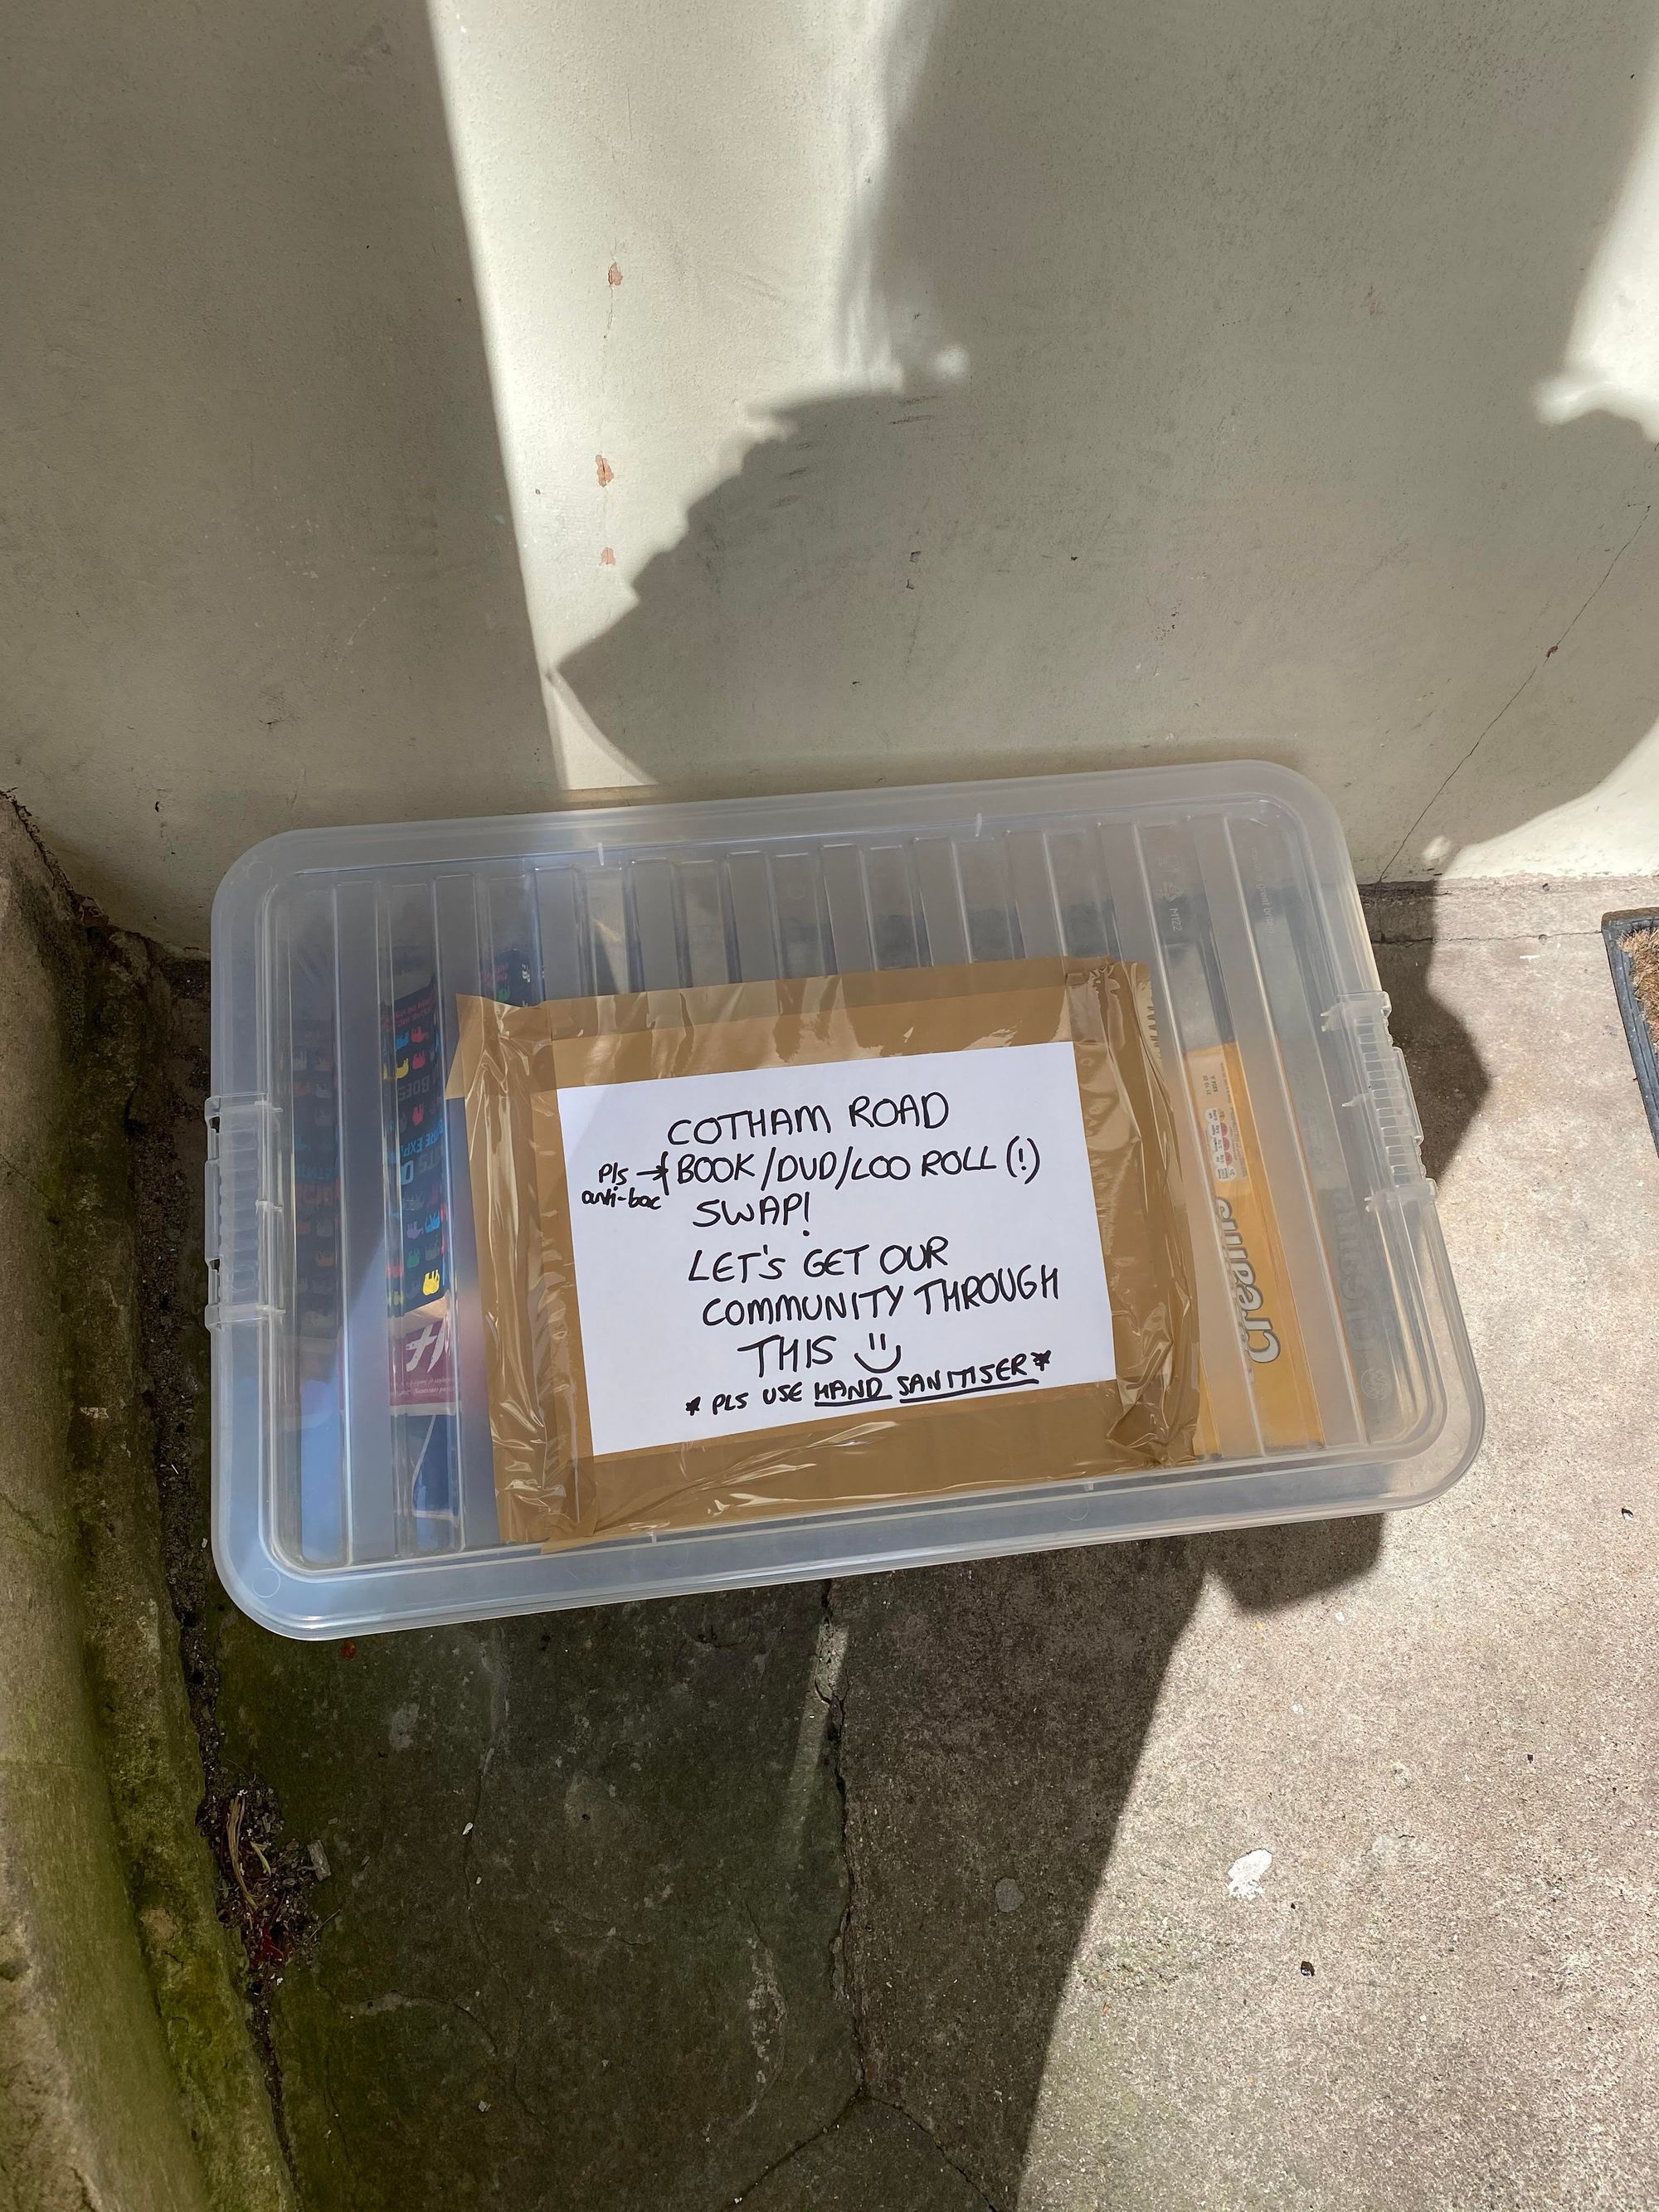 COTHAM ROAD
Pls → BOOK/DVD/LOO ROLL (!)
anti-bac
SWAP!
LET'S GET OUR
COMMUNITY THROUGH
THIS
* PLS USE HAND SANITISER *